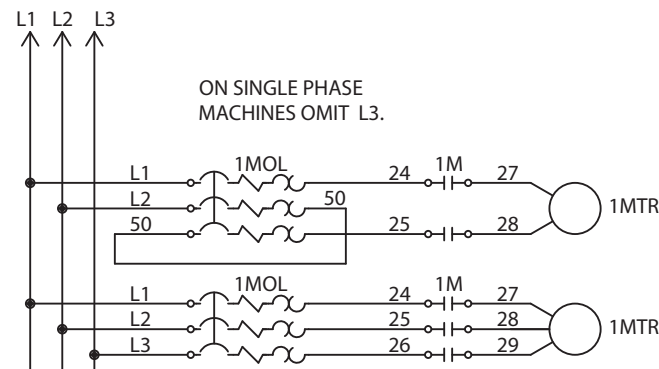 L1 L2 L3
ON SINGLE PHASE
MACHINES OMIT L3.
L1 1MOL 24 1M 27
L2 50 1MTR
50 25 28
L1 1MOL 24 1M 27
L2 25 28 1MTR
L3 26 29